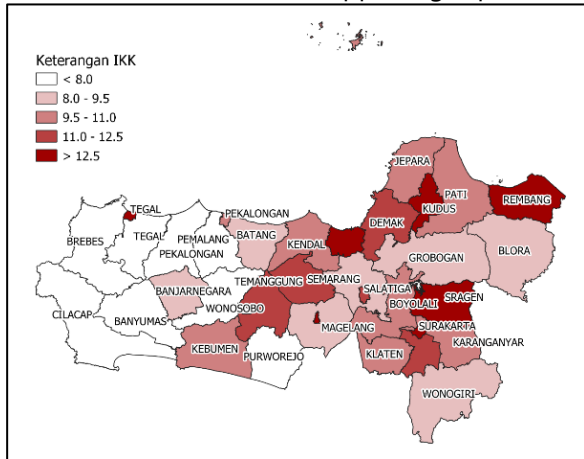 Keterangan IKK
< 8.0
8.0 - 9.5
9.5 - 11.0
11.0 - 12.5
> 12.5
JEPARA
PATI
REMBANG
KUDUS
TEGAL
PEKALONGAN
DEMAK
BREBES
TEGAL
PEMALANG
BATANG
KENDAL
GROBOGAN
BLORA
PEKALONGAN
BANJARNEGARA
TEMANGGUNG
SEMARANG
SALATIGA
SRAGEN
CILACAP
BANYUMAS
WONOSOBO
BOYOLALI
MAGELANG
SURAKARTA
KARANGANYAR
KEBUMEN
PURWOREJO
KLATEN
WONOGIRI